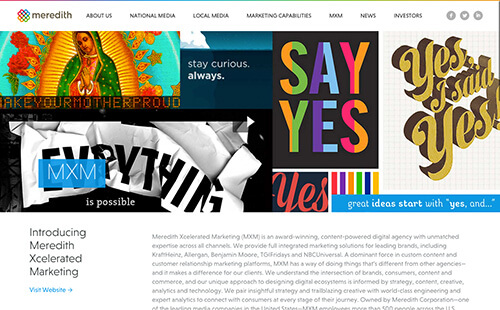 meredith
ABOUT US
NATIONAL MEDIA
LOCAL MEDIA
MARKETING CAPABILITIES
MXM
NEWS
INVESTORS
MAKEYOURMOTHERPROUD
stay curious.
always.
SAY
YES
Yes,
I said
Yes!
EVRYTHING
MXM
is possible
Yes
great ideas start with "yes, and..."
Introducing
Meredith
Xcelerated
Marketing
Visit Website →
Meredith Xcelerated Marketing (MXM) is an award-winning, content-powered digital agency with unmatched
expertise across all channels. We provide full integrated marketing solutions for leading brands, including
KraftHeinz, Allergan, Benjamin Moore, TGIFridays and NBCUniversal. A dominant force in custom content and
customer relationship marketing platforms, MXM has a way of doing things that's different from other agencies—
and it makes a difference for our clients. We understand the intersection of brands, consumers, content and
commerce, and our unique approach to designing digital ecosystems is informed by strategy, content, creative,
analytics and technology. We pair insightful strategy and trailblazing creative with world-class engineering and
expert analytics to connect with consumers at every stage of their journey. Owned by Meredith Corporation—one
of the leading media companies in the United States—MXM employees more than 500 people across the U.S.